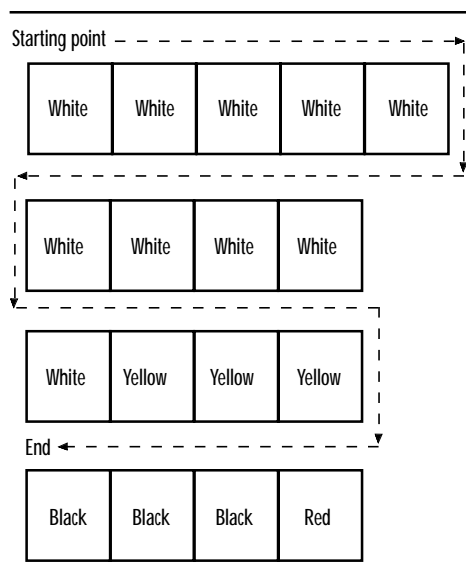 Starting point
White White White White White
White White White White
White Yellow Yellow Yellow
End
Black Black Black Red